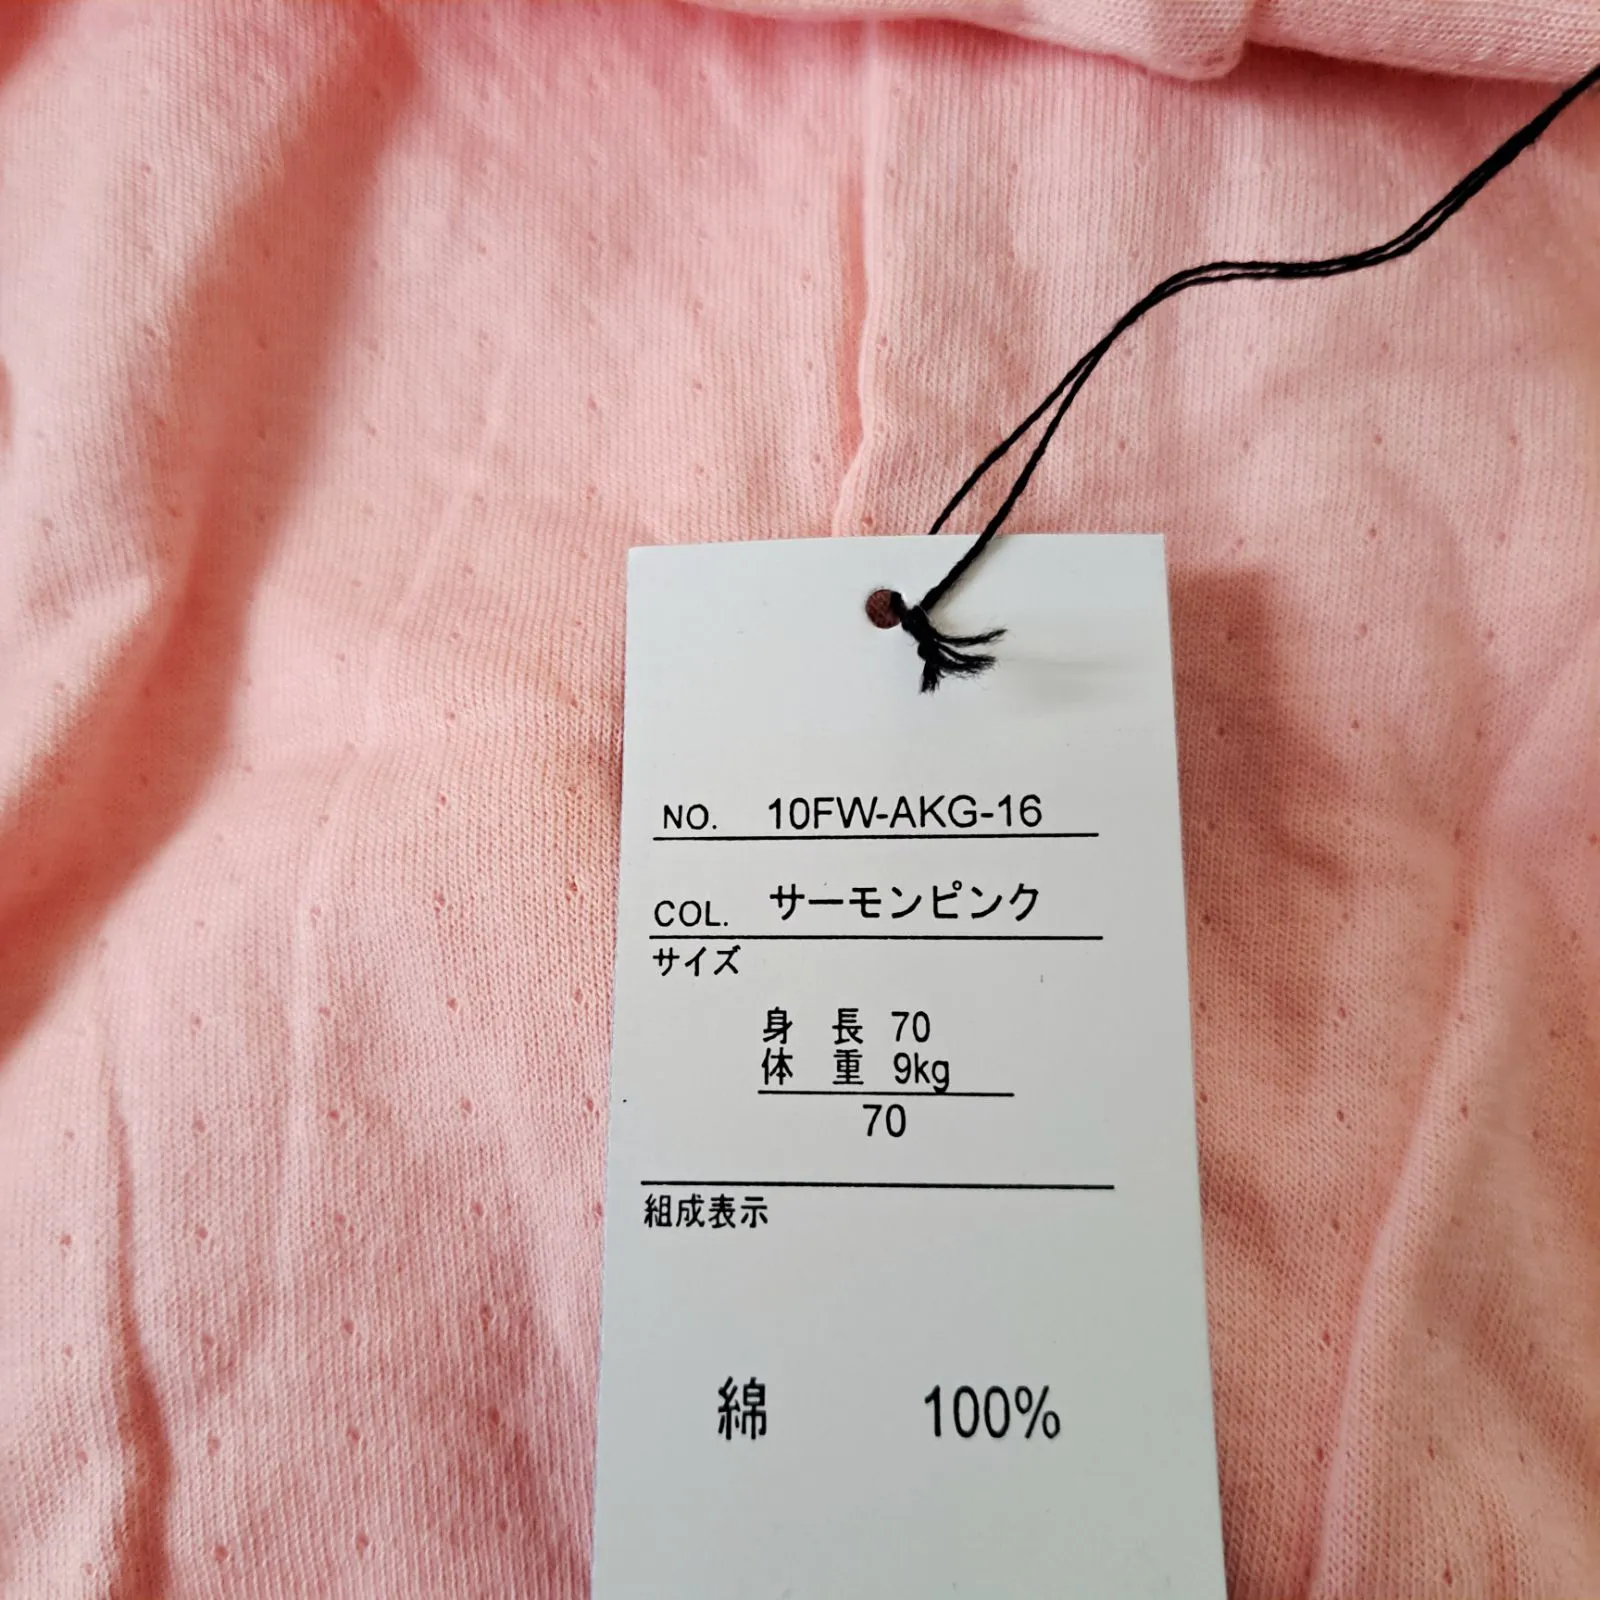 NO. 10FW-AKG-16
COL. サーモンピンク
サイズ
身 長 70
体 重 9kg
70
組成表示
綿 100%